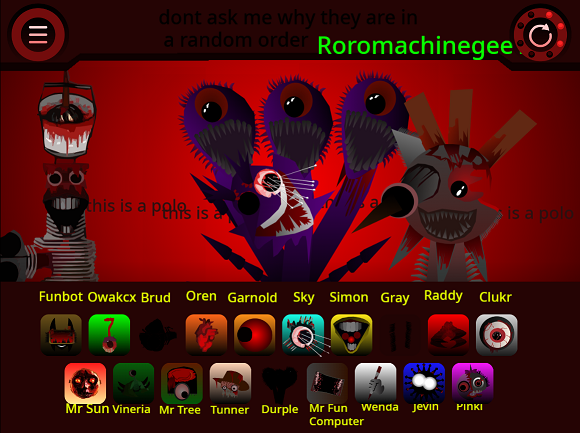 dont ask me why they are in
a random order
Roromachinegee
this is a polo
this is a
is a polo
Funbot Owakcx Brud Oren Garnold Sky Simon Gray Raddy Clukr
Mr Sun Vineria Mr Tree Tunner Durple Mr Fun Computer Wenda Jevin Pinki